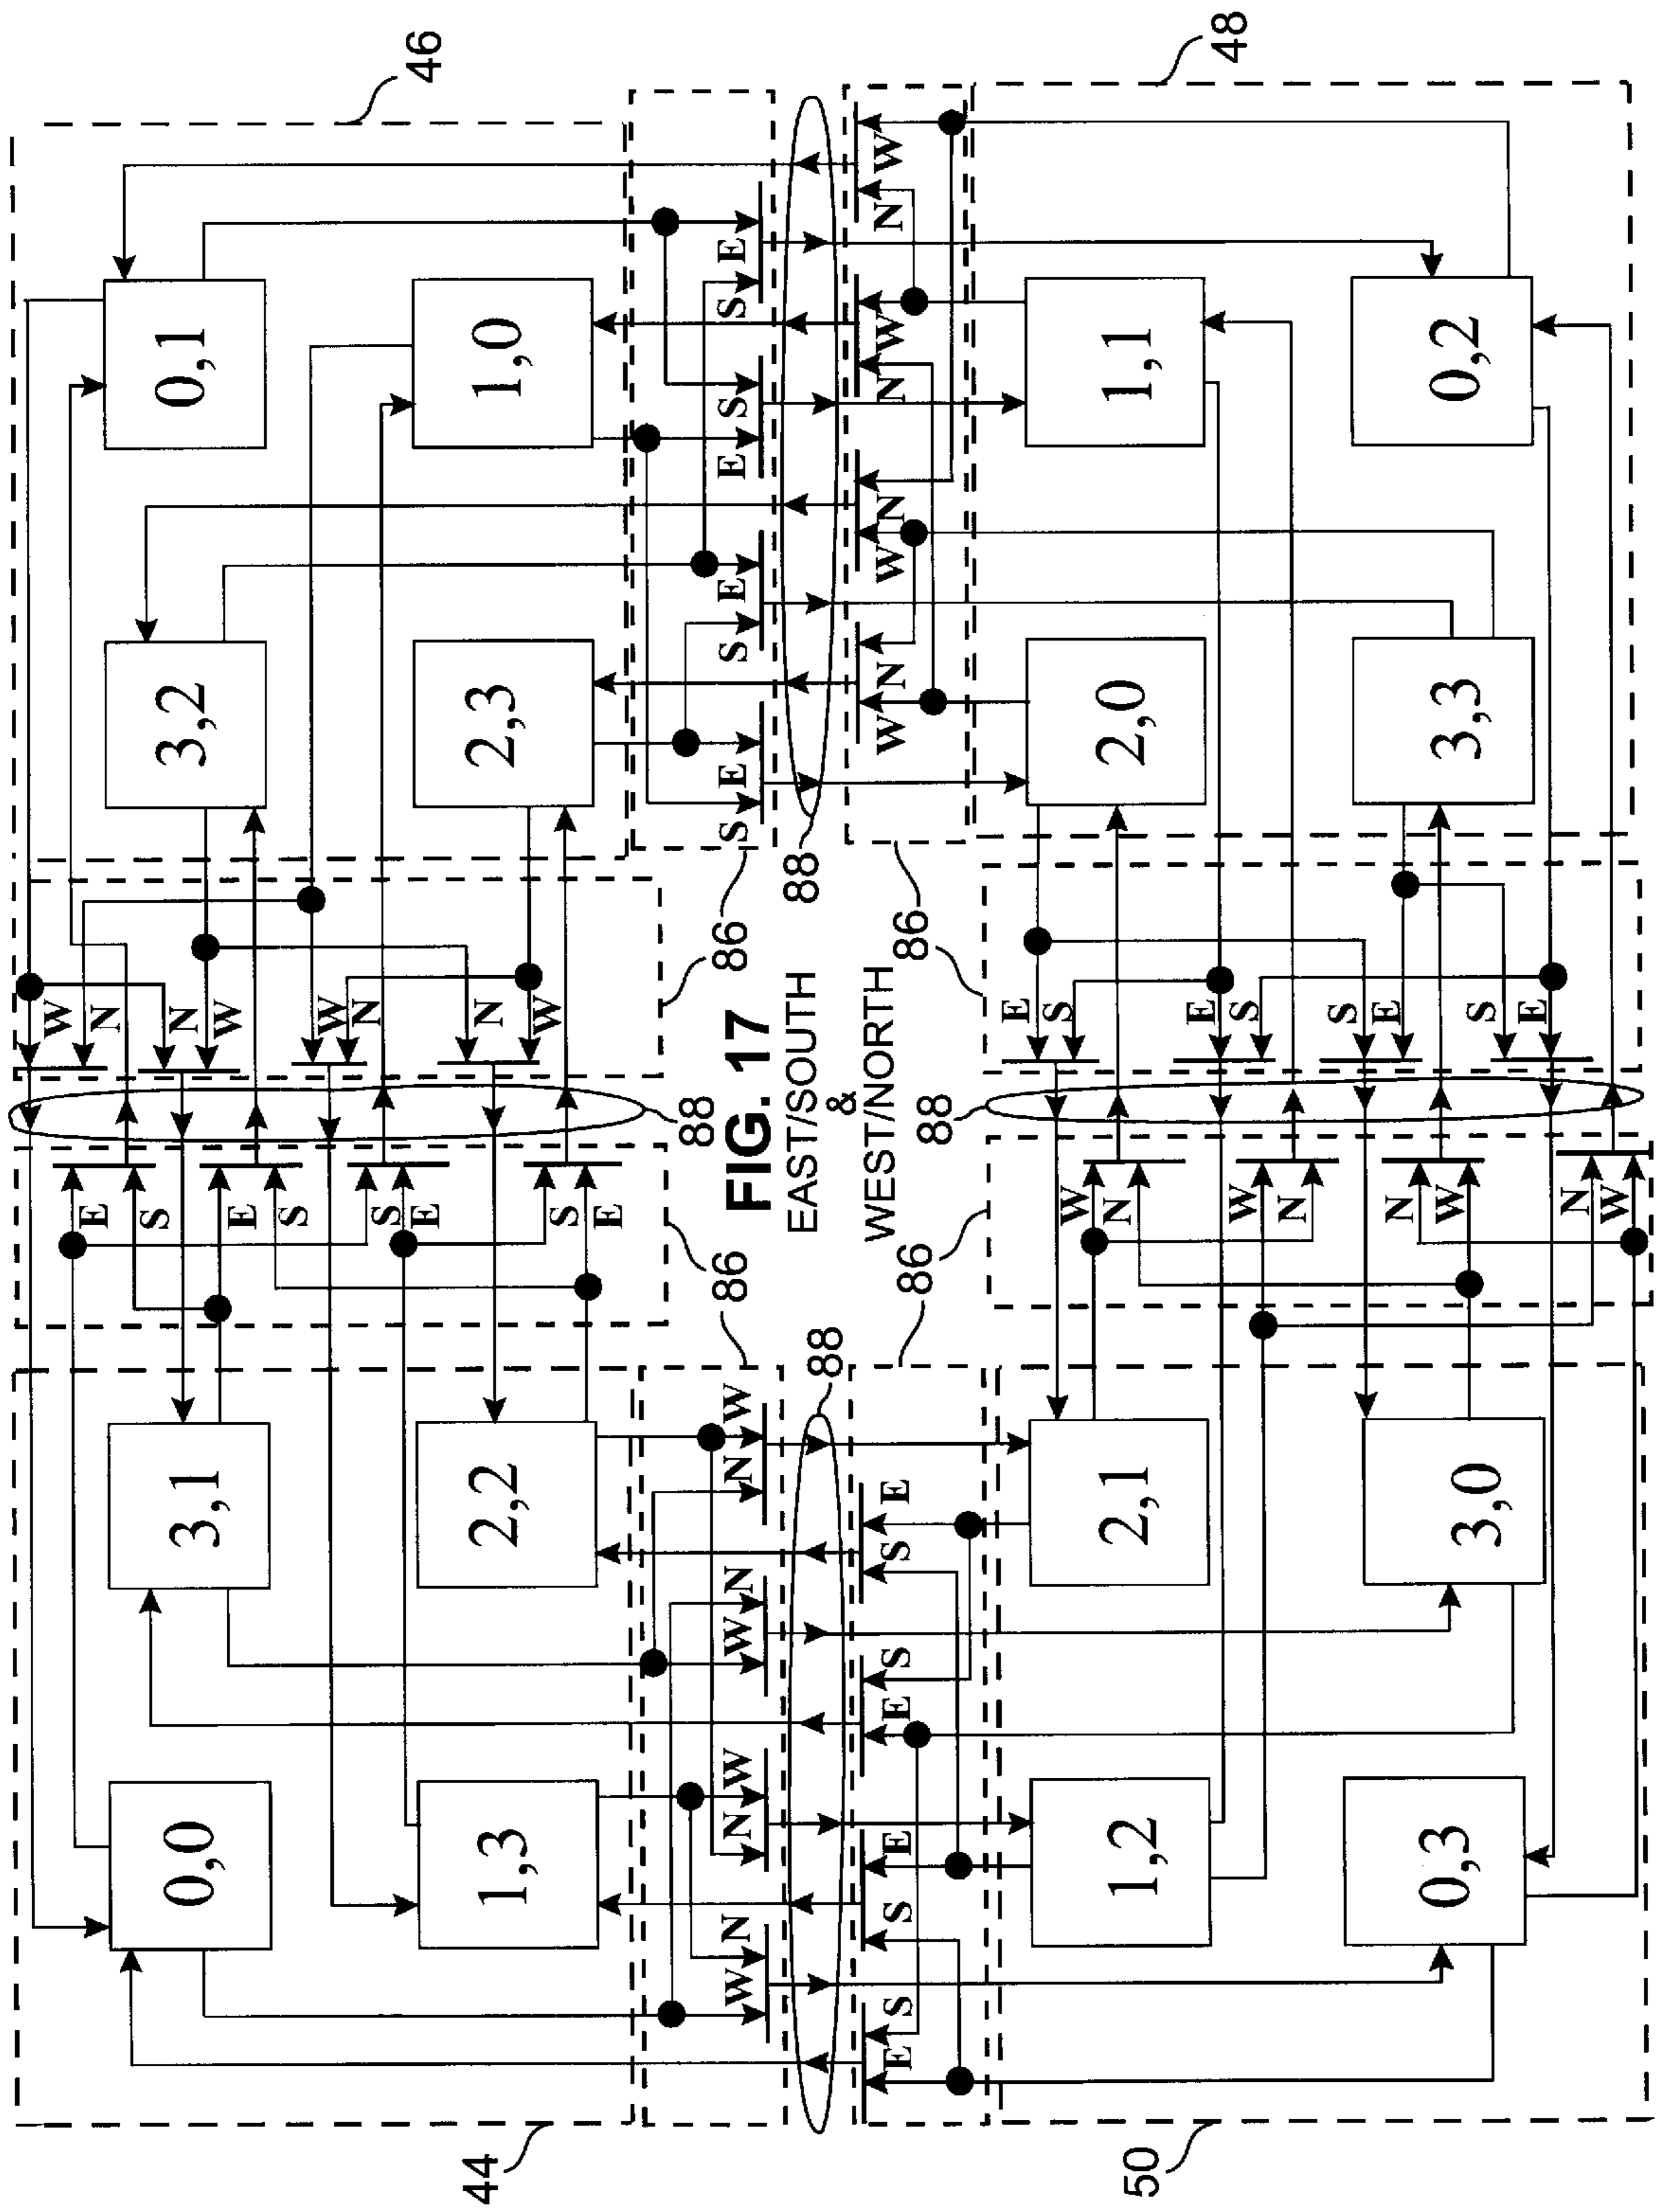 46
W
N
E
0,0
3,1
S
N
3,2
0,1
W
E
S
W
N
S
E
44
1,3
2,2
N
2,3
1,0
W
S
E
88
W N N W W N N W
86
FIG. 17
86
S E S E E S S E
88
EAST/SOUTH
88
&
WEST/NORTH
E S S E E S S E
86
86
W N W N N W N W
88
E
S
W
N
50
1,2
2,1
2,0
1,1
48
E
S
W
N
S
E
N
W
0,3
3,0
3,3
0,2
S
E
N
W